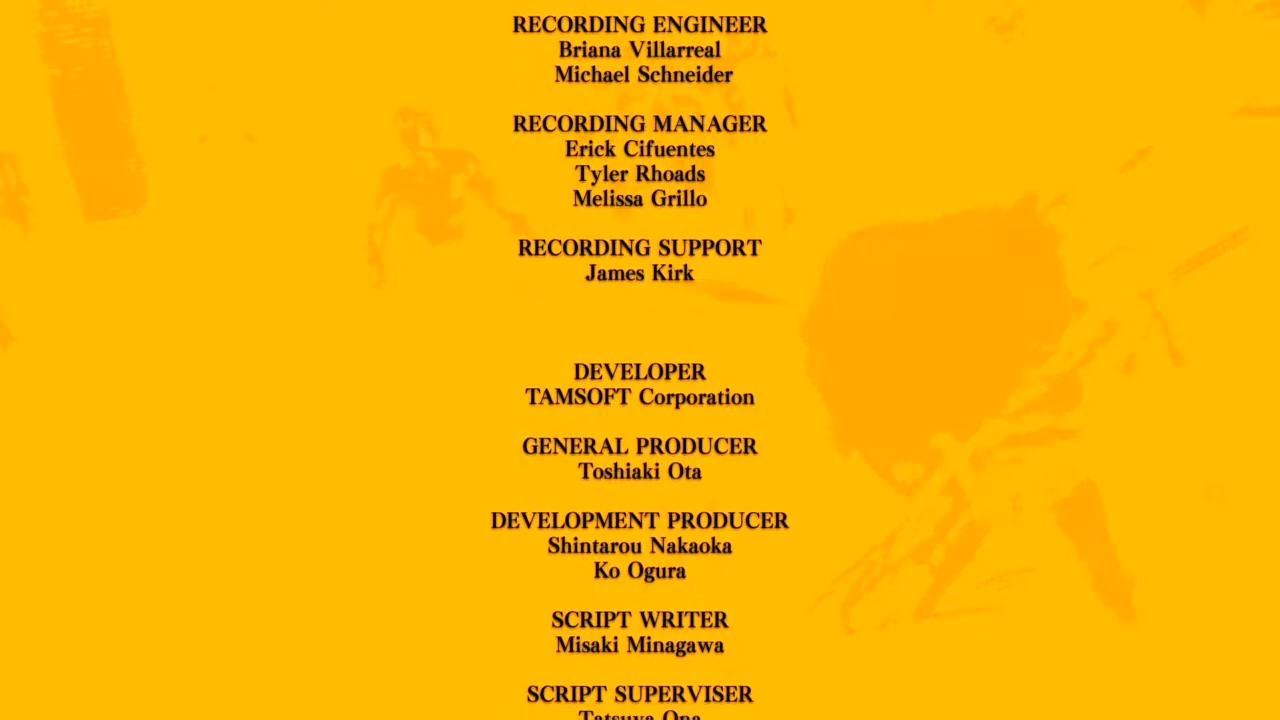 RECORDING ENGINEER
Briana Villarreal
Michael Schneider
RECORDING MANAGER
Erick Cifuentes
Tyler Rhoads
Melissa Grillo
RECORDING SUPPORT
James Kirk
DEVELOPER
TAMSOFT Corporation
GENERAL PRODUCER
Toshiaki Ota
DEVELOPMENT PRODUCER
Shintarou Nakaoka
Ko Ogura
SCRIPT WRITER
Misaki Minagawa
SCRIPT SUPERVISER